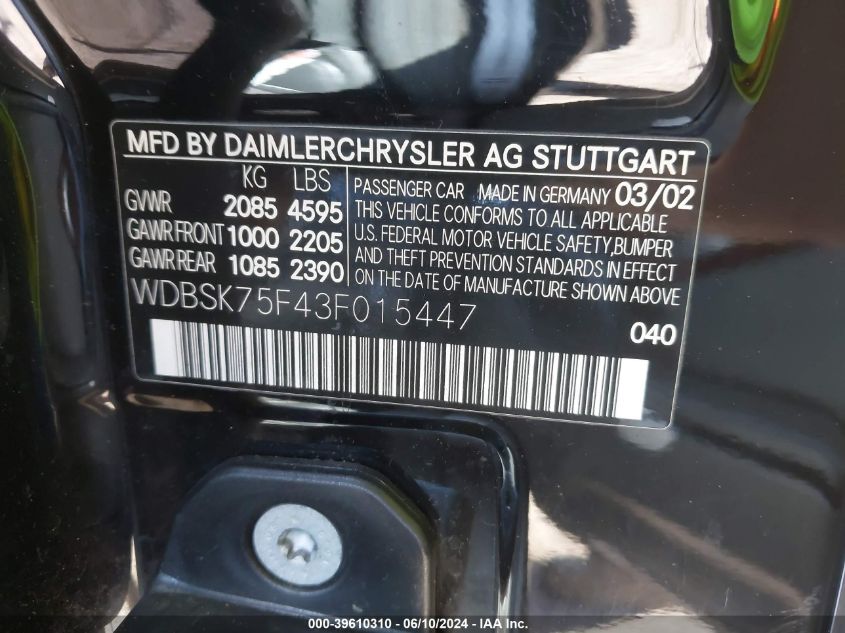 MFD BY DAIMLERCHRYSLER AG STUTTGART
KG LBS
GVWR 2085 4595
GAWR FRONT 1000 2205
GAWR REAR 1085 2390
PASSENGER CAR MADE IN GERMANY 03/02
THIS VEHICLE CONFORMS TO ALL APPLICABLE
U.S. FEDERAL MOTOR VEHICLE SAFETY, BUMPER
AND THEFT PREVENTION STANDARDS IN EFFECT
ON THE DATE OF MANUFACTURE SHOWN ABOVE
WDBSK75F43F015447
040
000-39610310 - 06/10/2024 - IAA Inc.